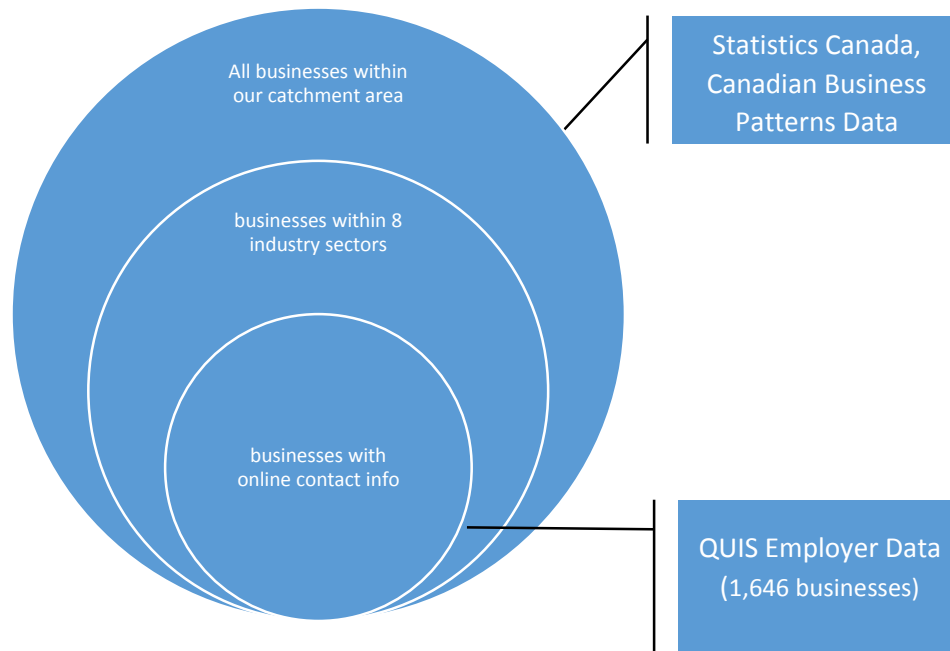 All businesses within
our catchment area
Statistics Canada,
Canadian Business
Patterns Data
businesses within 8
industry sectors
businesses with
online contact info
QUIS Employer Data
(1,646 businesses)